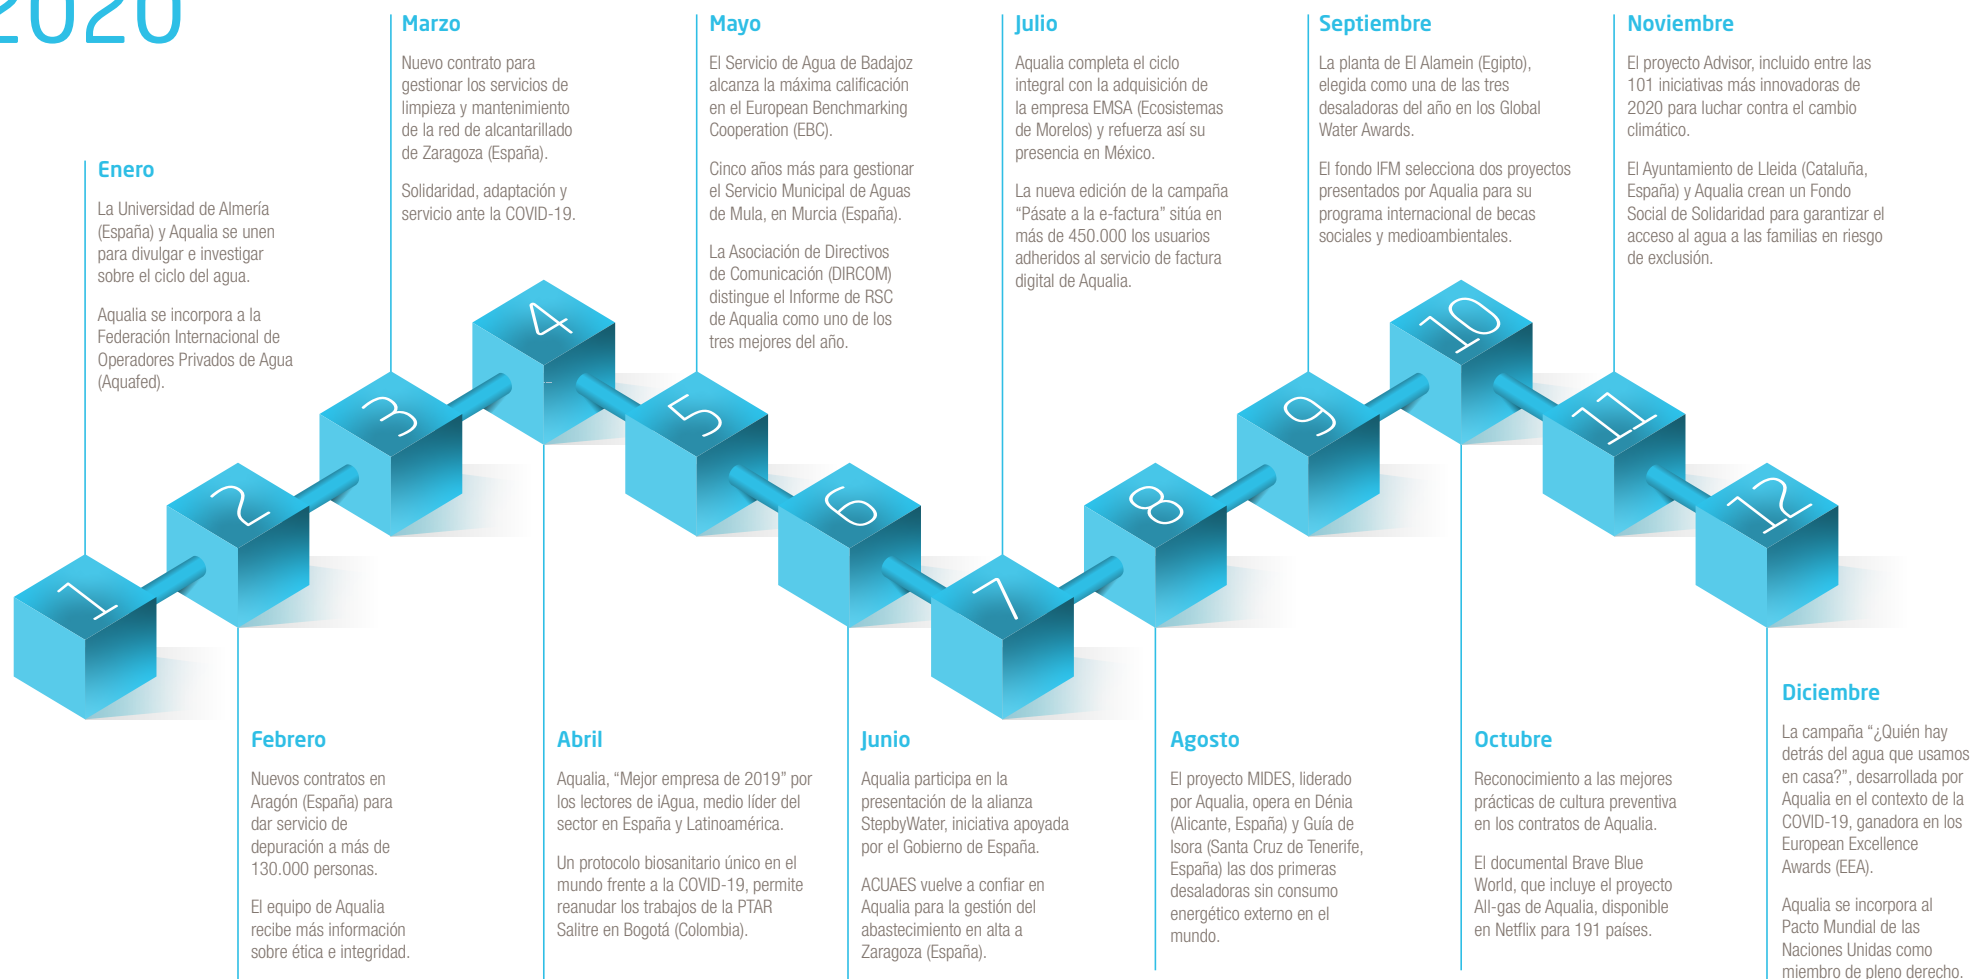 2020
Enero
La Universidad de Almería
(España) y Aqualia se unen
para divulgar e investigar
sobre el ciclo del agua.
Aqualia se incorpora a la
Federación Internacional de
Operadores Privados de Agua
(Aquafed).
Febrero
Nuevos contratos en
Aragón (España) para
dar servicio de
depuración a más de
130.000 personas.
El equipo de Aqualia
recibe más información
sobre ética e integridad.
Marzo
Nuevo contrato para
gestionar los servicios de
limpieza y mantenimiento
de la red de alcantarillado
de Zaragoza (España).
Solidaridad, adaptación y
servicio ante la COVID-19.
Abril
Aqualia, “Mejor empresa de 2019” por
los lectores de iAgua, medio líder del
sector en España y Latinoamérica.
Un protocolo biosanitario único en el
mundo frente a la COVID-19, permite
reanudar los trabajos de la PTAR
Salitre en Bogotá (Colombia).
Mayo
El Servicio de Agua de Badajoz
alcanza la máxima calificación
en el European Benchmarking
Cooperation (EBC).
Cinco años más para gestionar
el Servicio Municipal de Aguas
de Mula, en Murcia (España).
La Asociación de Directivos
de Comunicación (DIRCOM)
distingue el Informe de RSC
de Aqualia como uno de los
tres mejores del año.
Junio
Aqualia participa en la
presentación de la alianza
StepbyWater, iniciativa apoyada
por el Gobierno de España.
ACUAES vuelve a confiar en
Aqualia para la gestión del
abastecimiento en alta a
Zaragoza (España).
Julio
Aqualia completa el ciclo
integral con la adquisición de
la empresa EMSA (Ecosistemas
de Morelos) y refuerza así su
presencia en México.
La nueva edición de la campaña
“Pásate a la e-factura” sitúa en
más de 450.000 los usuarios
adheridos al servicio de factura
digital de Aqualia.
Agosto
El proyecto MIDES, liderado
por Aqualia, opera en Dénia
(Alicante, España) y Guía de
Isora (Santa Cruz de Tenerife,
España) las dos primeras
desaladoras sin consumo
energético externo en el
mundo.
Septiembre
La planta de El Alamein (Egipto),
elegida como una de las tres
desaladoras del año en los Global
Water Awards.
El fondo IFM selecciona dos proyectos
presentados por Aqualia para su
programa internacional de becas
sociales y medioambientales.
Octubre
Reconocimiento a las mejores
prácticas de cultura preventiva
en los contratos de Aqualia.
El documental Brave Blue
World, que incluye el proyecto
All-gas de Aqualia, disponible
en Netflix para 191 países.
Noviembre
El proyecto Advisor, incluido entre las
101 iniciativas más innovadoras de
2020 para luchar contra el cambio
climático.
El Ayuntamiento de Lleida (Cataluña,
España) y Aqualia crean un Fondo
Social de Solidaridad para garantizar el
acceso al agua a las familias en riesgo
de exclusión.
Diciembre
La campaña “¿Quién hay
detrás del agua que usamos
en casa?”, desarrollada por
Aqualia en el contexto de la
COVID-19, ganadora en los
European Excellence
Awards (EEA).
Aqualia se incorpora al
Pacto Mundial de las
Naciones Unidas como
miembro de pleno derecho.
1
2
3
4
5
6
7
8
9
10
11
12